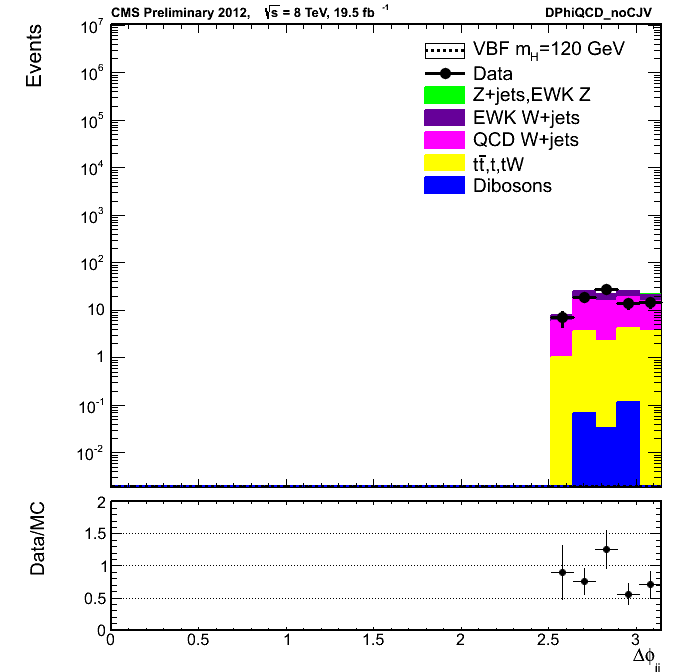 CMS Preliminary 2012, √s = 8 TeV, 19.5 fb⁻¹ DPhiQCD_noCJV
Events
10⁷
10⁶
10⁵
10⁴
10³
10²
10
1
10⁻¹
10⁻²
VBF m_H=120 GeV
Data
Z+jets,EWK Z
EWK W+jets
QCD W+jets
tt̄,t,tW
Dibosons
Data/MC
2
1.5
1
0.5
0
0 0.5 1 1.5 2 2.5 3
Δϕ_jj